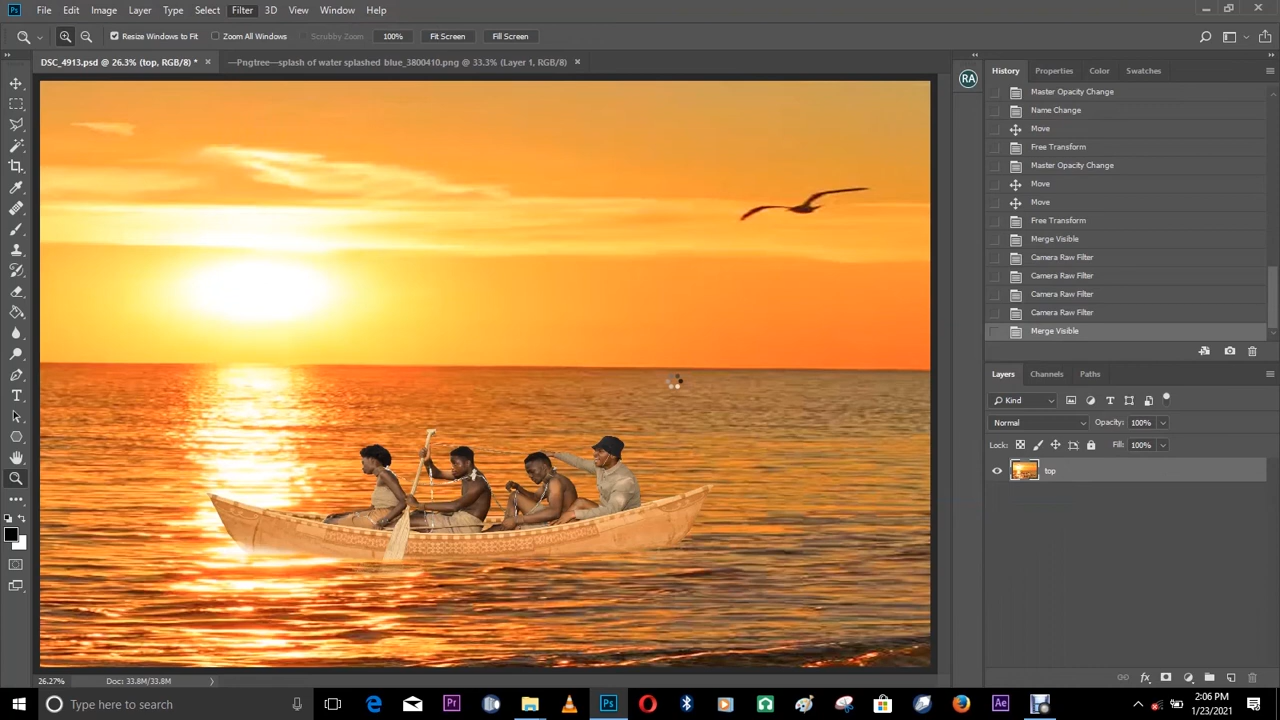 Ps File Edit Image Layer Type Select Filter 3D View Window Help
Resize Windows to Fit Zoom All Windows Scrubby Zoom 100% Fit Screen Fill Screen
DSC_4913.psd @ 26.3% (top, RGB/8) * × —Pngtree—splash of water splashed blue_3800410.png @ 33.3% (Layer 1, RGB/8) ×
RA
History Properties Color Swatches
Master Opacity Change
Name Change
Move
Free Transform
Master Opacity Change
Move
Move
Free Transform
Merge Visible
Camera Raw Filter
Camera Raw Filter
Camera Raw Filter
Camera Raw Filter
Merge Visible
Layers Channels Paths
Kind
Normal Opacity: 100%
Lock: Fill: 100%
top
26.27% Doc: 33.8M/33.8M
Type here to search
Pr Ps Ae
2:06 PM
1/23/2021